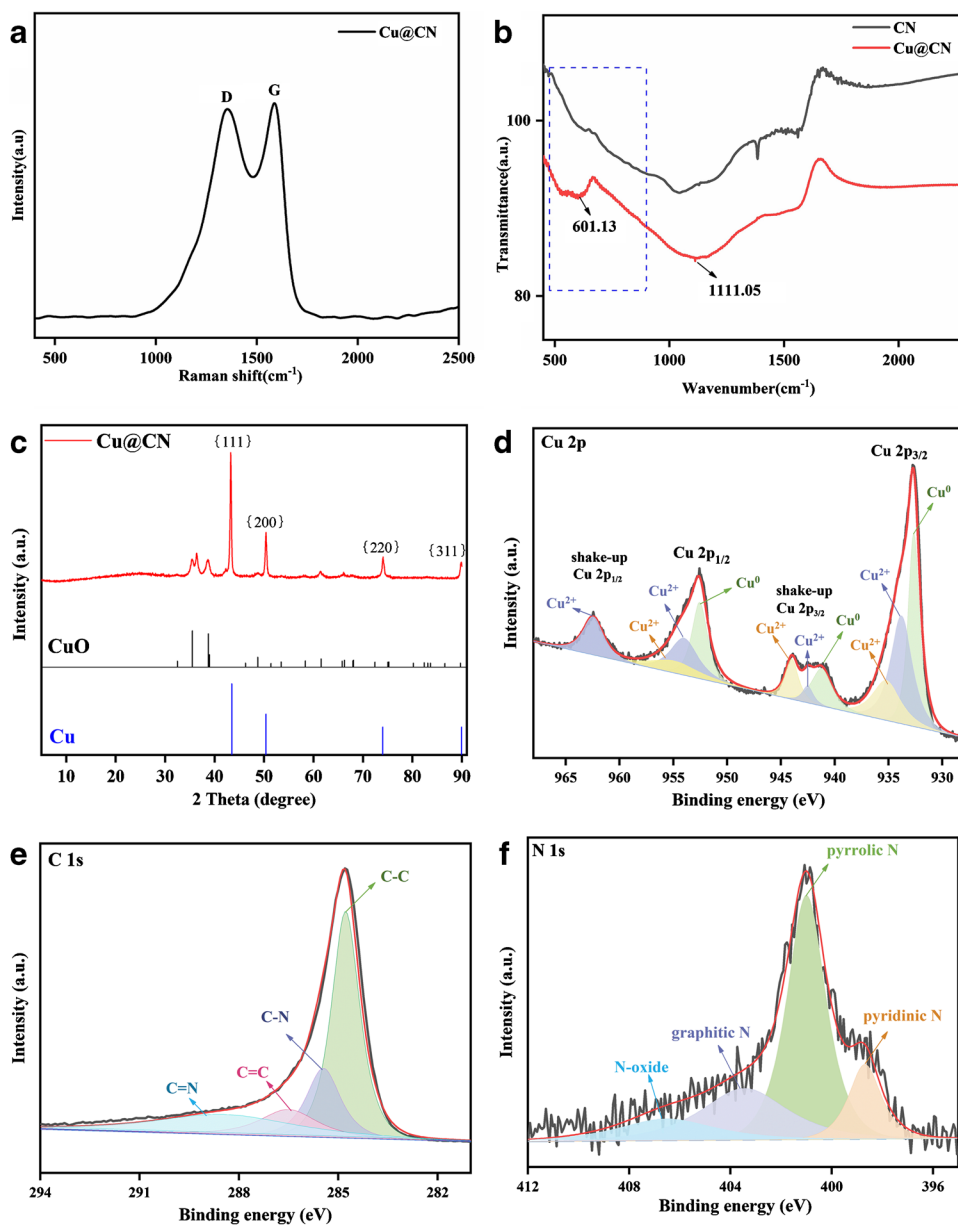 a
Cu@CN
D
G
Intensity(a.u)
500
1000
1500
2000
2500
Raman shift(cm-1)
b
CN
Cu@CN
100
80
601.13
1111.05
Transmittance(a.u.)
500
1000
1500
2000
Wavenumber(cm-1)
c
Cu@CN
{111}
{200}
{220}
{311}
CuO
Cu
Intensity (a.u.)
10
20
30
40
50
60
70
80
90
2 Theta (degree)
d
Cu 2p
Cu 2p3/2
Cu0
Cu 2p1/2
shake-up
Cu 2p1/2
Cu2+
Cu2+
Cu0
shake-up
Cu 2p3/2
Cu2+
Cu2+
Cu2+
Cu2+
Cu0
Cu2+
Intensity (a.u.)
965
960
955
950
945
940
935
930
Binding energy (eV)
e
C 1s
C-C
C-N
C=C
C=N
Intensity (a.u.)
294
291
288
285
282
Binding energy (eV)
f
N 1s
pyrrolic N
graphitic N
pyridinic N
N-oxide
Intensity (a.u.)
412
408
404
400
395
Binding energy (eV)